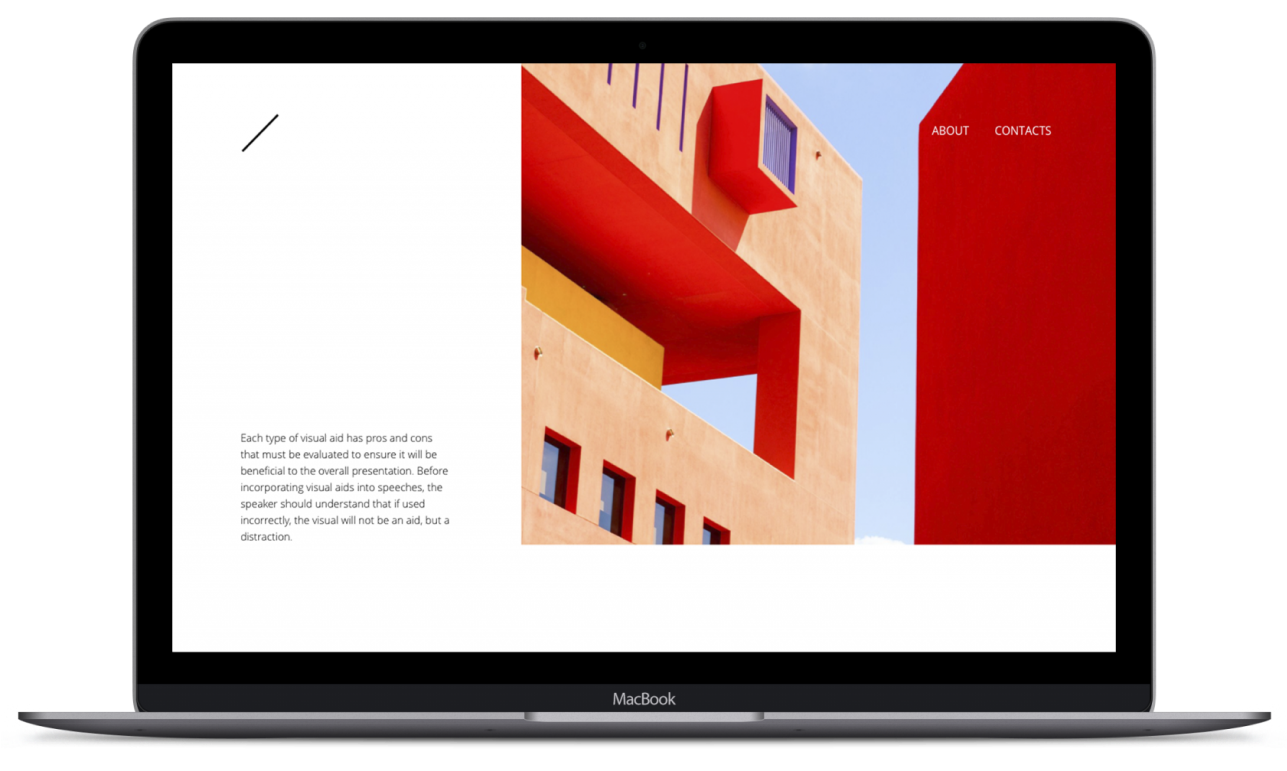 ABOUT CONTACTS
Each type of visual aid has pros and cons
that must be evaluated to ensure it will be
beneficial to the overall presentation. Before
incorporating visual aids into speeches, the
speaker should understand that if used
incorrectly, the visual will not be an aid, but a
distraction.
MacBook